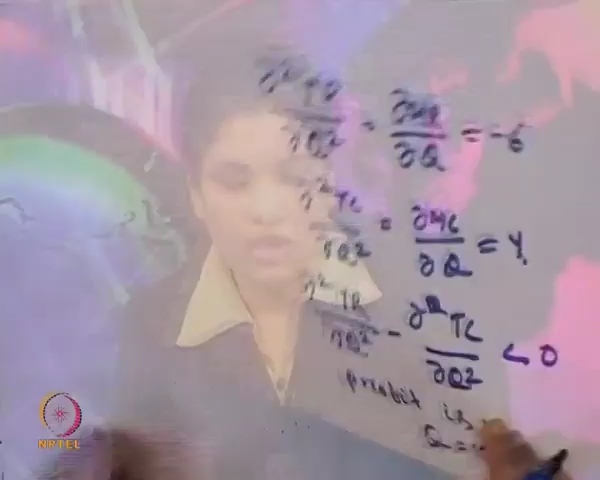 ∂²TR/∂Q² = ∂MR/∂Q = -6
∂²TC/∂Q² = ∂MC/∂Q = 4
∂²TR/∂Q² - ∂²TC/∂Q² < 0
profit is
Q =
NPTEL